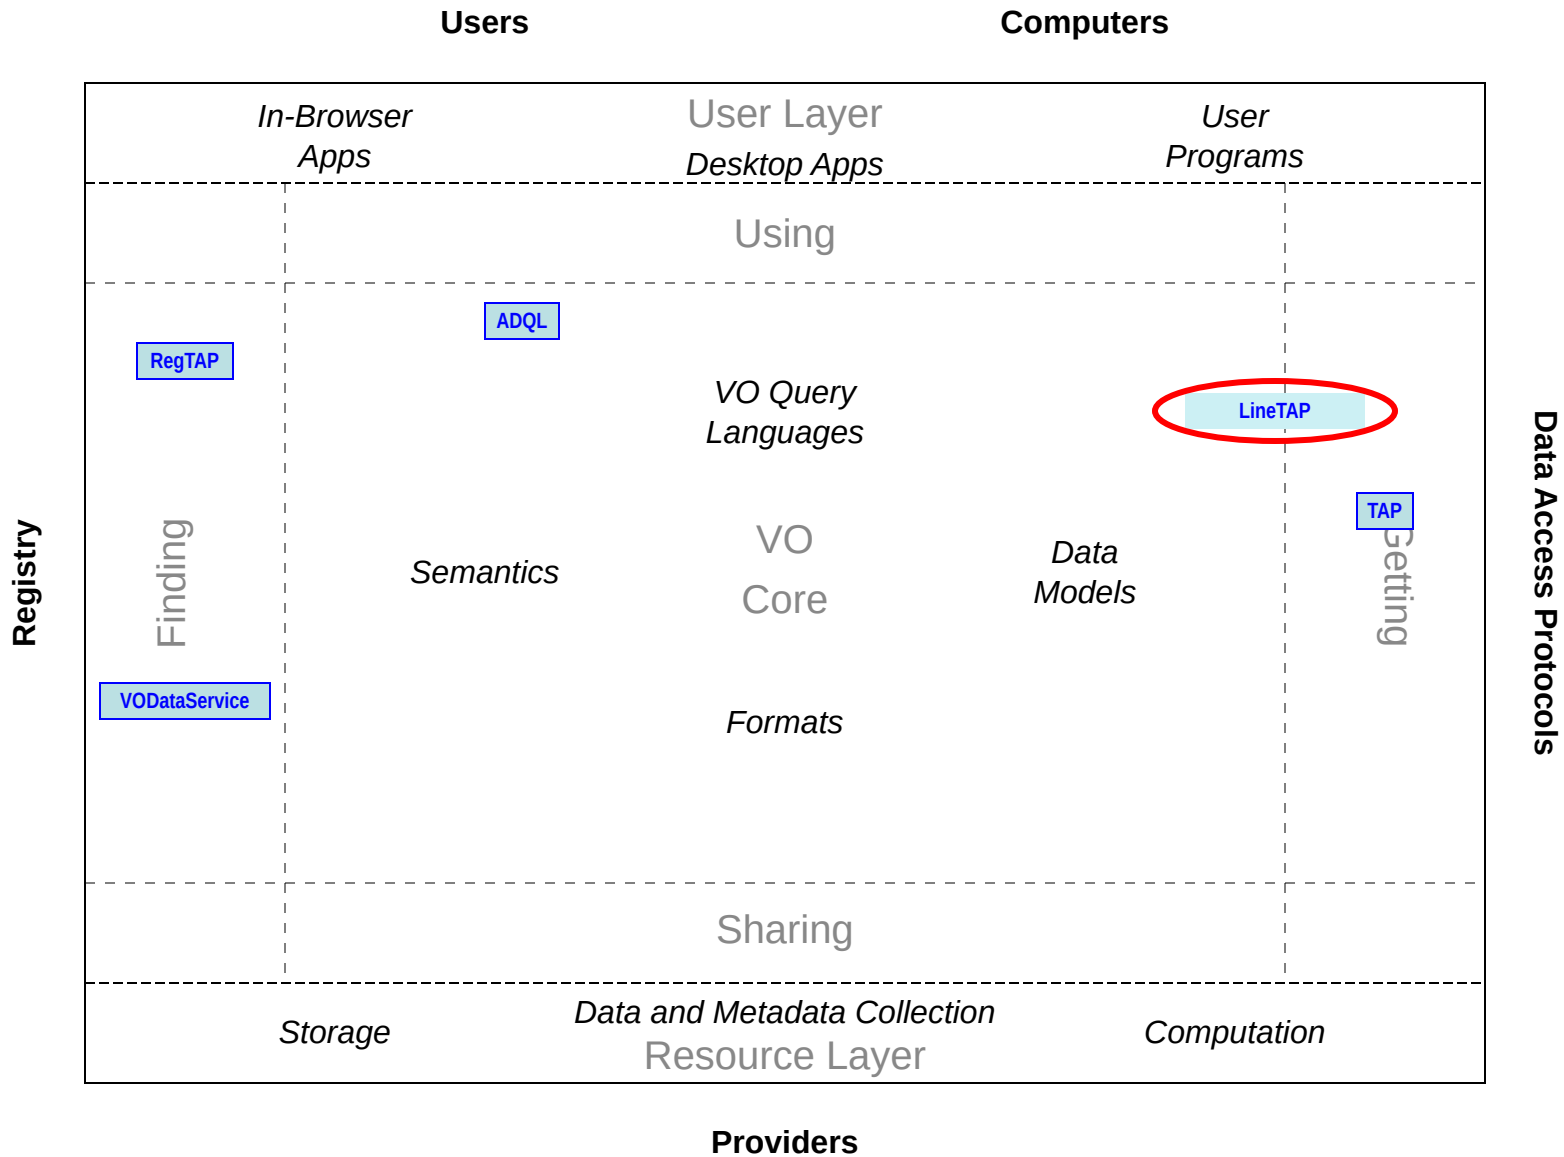 Users
Computers
In-Browser
Apps
User Layer
Desktop Apps
User
Programs
Using
ADQL
RegTAP
VO Query
Languages
LineTAP
TAP
Registry
Finding
Semantics
VO
Core
Data
Models
Getting
Data Access Protocols
VODataService
Formats
Sharing
Storage
Data and Metadata Collection
Resource Layer
Computation
Providers